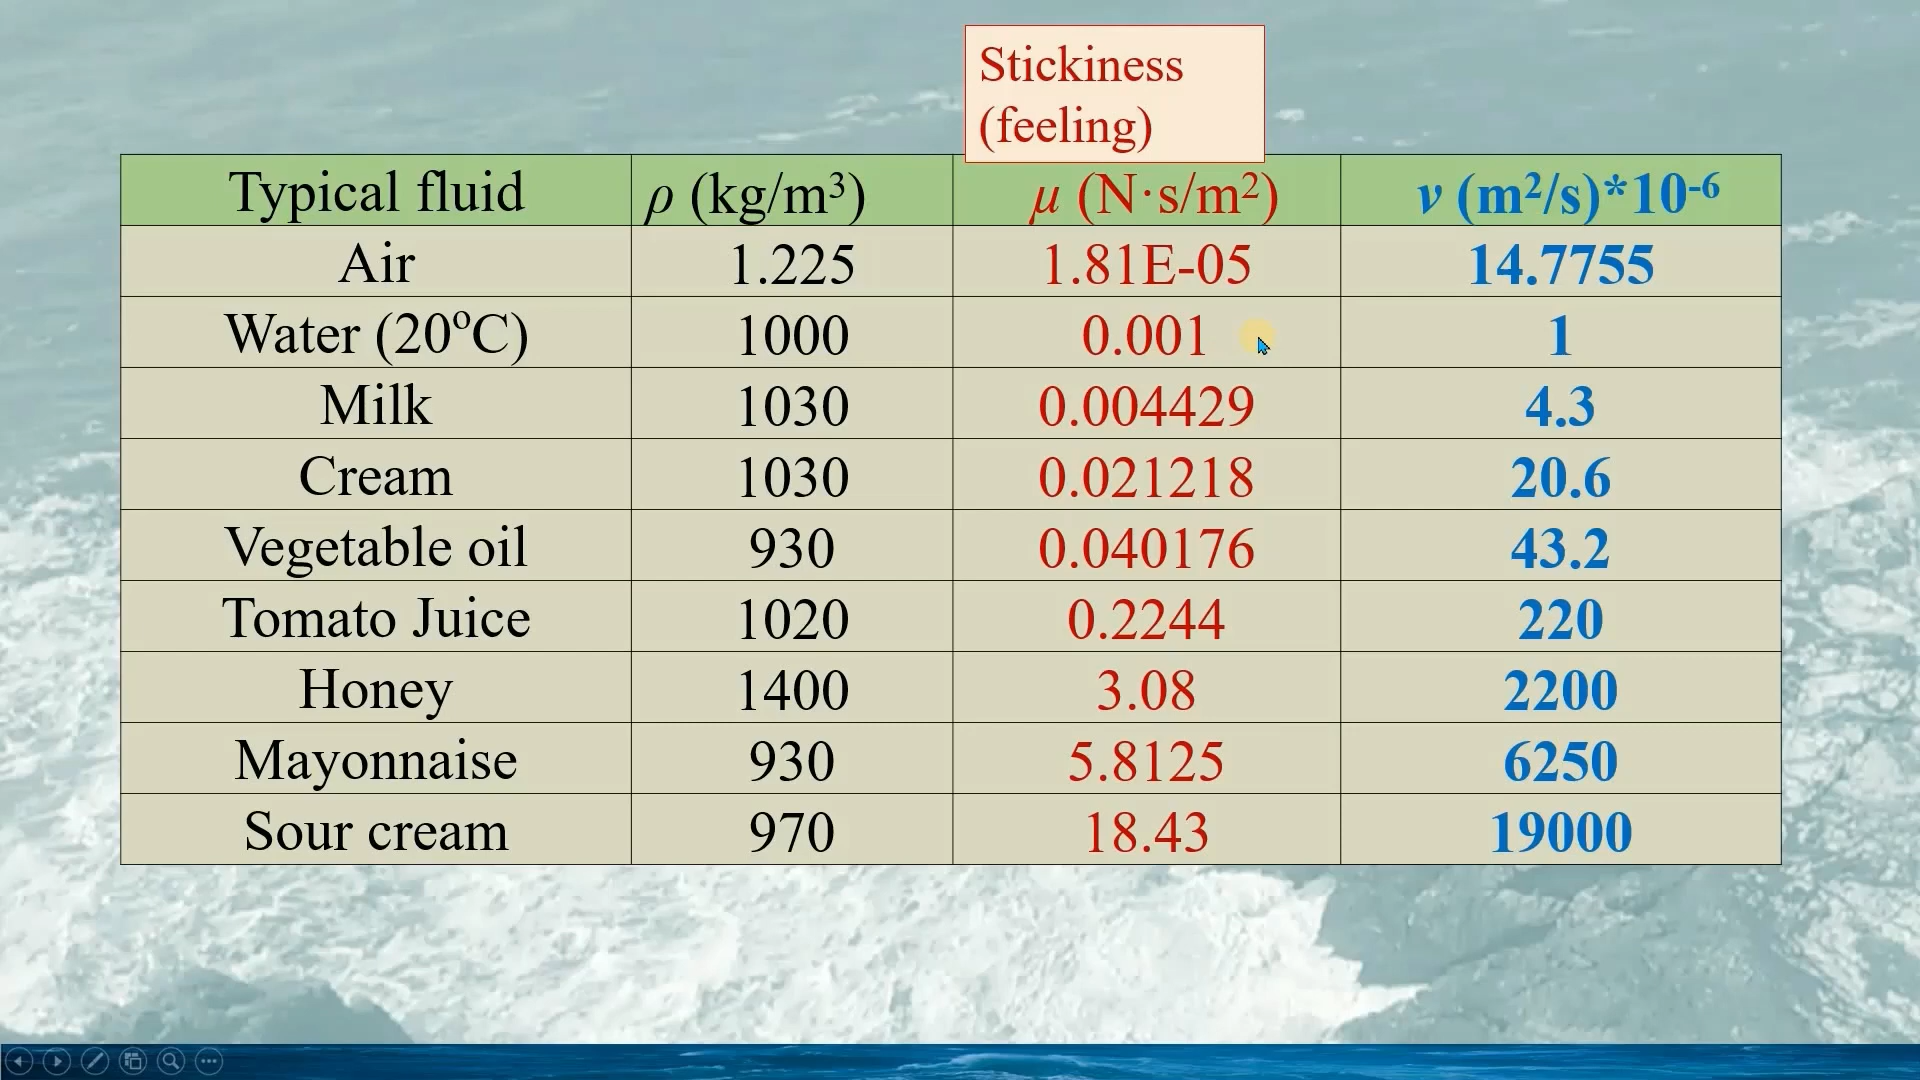 Stickiness
(feeling)
Typical fluid ρ (kg/m³) μ (N·s/m²) ν (m²/s)*10⁻⁶
Air 1.225 1.81E-05 14.7755
Water (20ºC) 1000 0.001 1
Milk 1030 0.004429 4.3
Cream 1030 0.021218 20.6
Vegetable oil 930 0.040176 43.2
Tomato Juice 1020 0.2244 220
Honey 1400 3.08 2200
Mayonnaise 930 5.8125 6250
Sour cream 970 18.43 19000